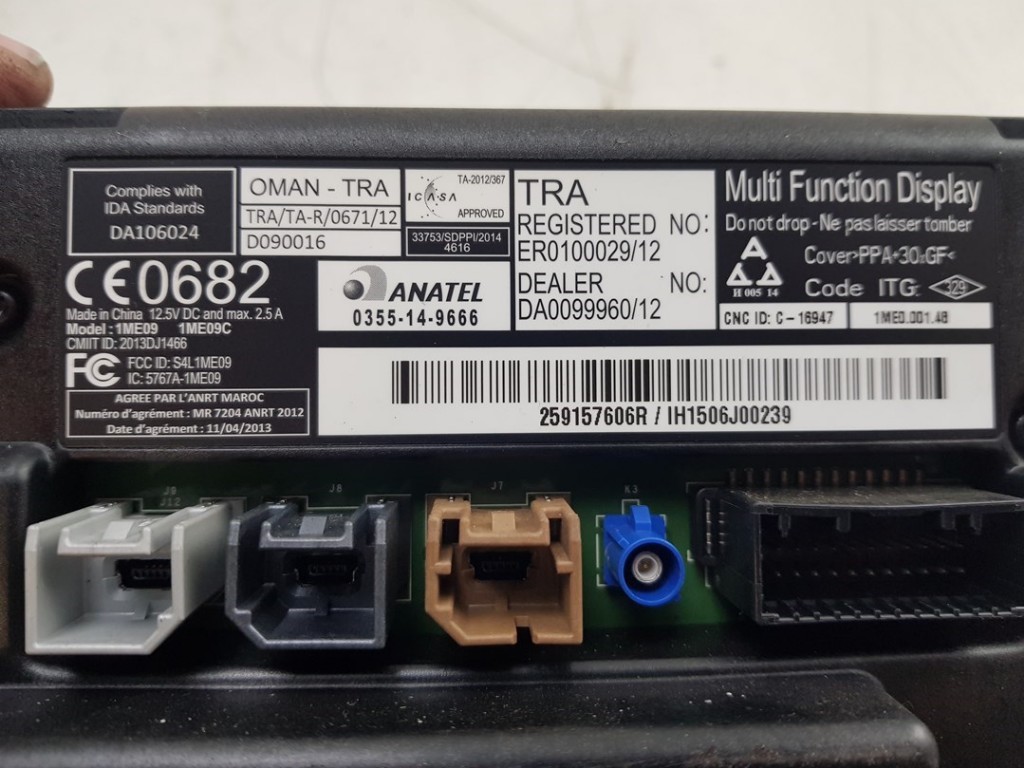 Complies with
IDA Standards
DA106024
OMAN - TRA
TRA/TA-R/0671/12
D090016
TA-2012/367
ICASA
APPROVED
33753/SDPPI/2014
4616
TRA
REGISTERED NO:
ER0100029/12
DEALER NO:
DA0099960/12
Multi Function Display
Do not drop - Ne pas laisser tomber
Cover>PPA+30%GF<
Code ITG: 329
A
H 005 14
CNC ID: C-16947
1ME0.001.48
CE0682
Made in China 12.5V DC and max. 2.5 A
Model: 1ME09 1ME09C
CMIIT ID: 2013DJ1466
FC FCC ID: S4L1ME09
IC: 5767A-1ME09
AGREE PAR L'ANRT MAROC
Numéro d'agrément: MR 7204 ANRT 2012
Date d'agrément: 11/04/2013
ANATEL
0355-14-9666
259157606R / IH1506J00239
J9
J12
J8
J7
K3